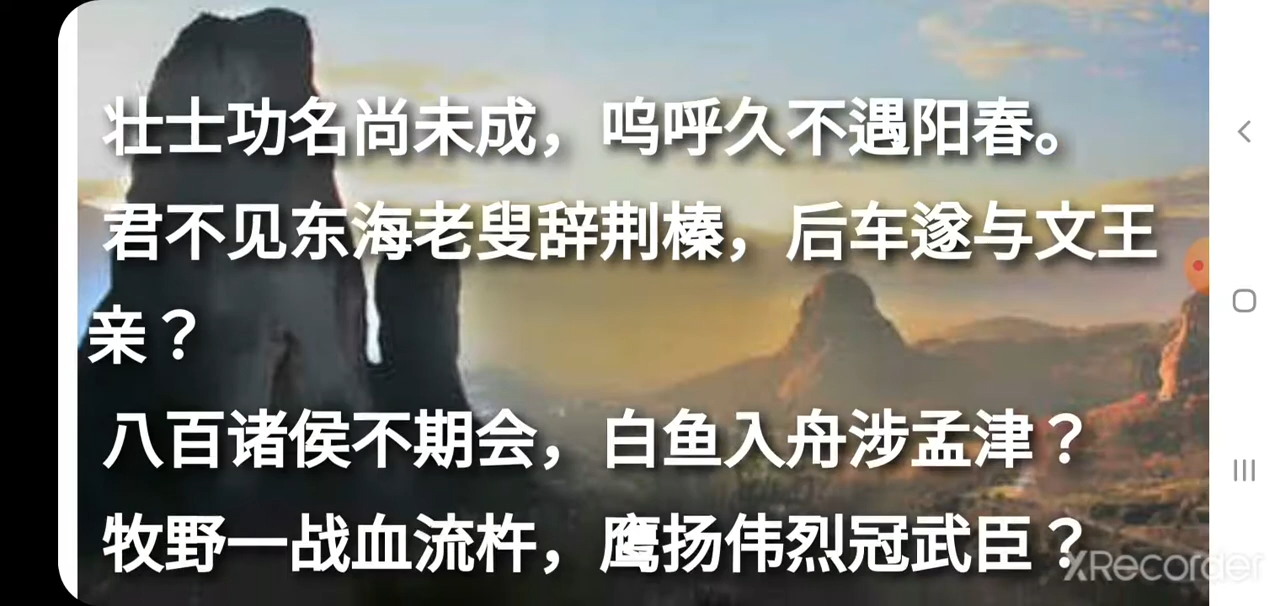 壮士功名尚未成，呜呼久不遇阳春。
君不见东海老叟辞荆榛，后车遂与文王
亲？
八百诸侯不期会，白鱼入舟涉孟津？
牧野一战血流杵，鹰扬伟烈冠武臣？
XRecorder